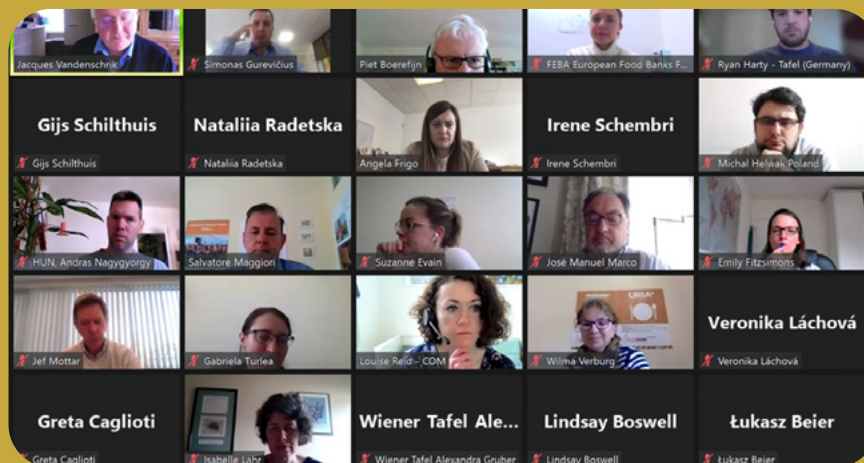 Jacques Vandenschrik
Simonas Gurevičius
Piet Boerefijn
FEBA European Food Banks F...
Ryan Harty - Tafel (Germany)
Gijs Schilthuis
Gijs Schilthuis
Nataliia Radetska
Nataliia Radetska
Angela Frigo
Irene Schembri
Irene Schembri
Michal Helwak Poland
HUN, Andras Nagygyorgy
Salvatore Maggiori
Suzanne Evain
José Manuel Marco
Emily Fitzsimons
Jef Mottar
Gabriela Turlea
Louise Reid - COM
Wilma Verburg
Veronika Láchová
Veronika Láchová
Greta Caglioti
Greta Caglioti
Isabelle Lahr
Wiener Tafel Ale...
Wiener Tafel Alexandra Gruber
Lindsay Boswell
Lindsay Boswell
Łukasz Beier
Łukasz Beier